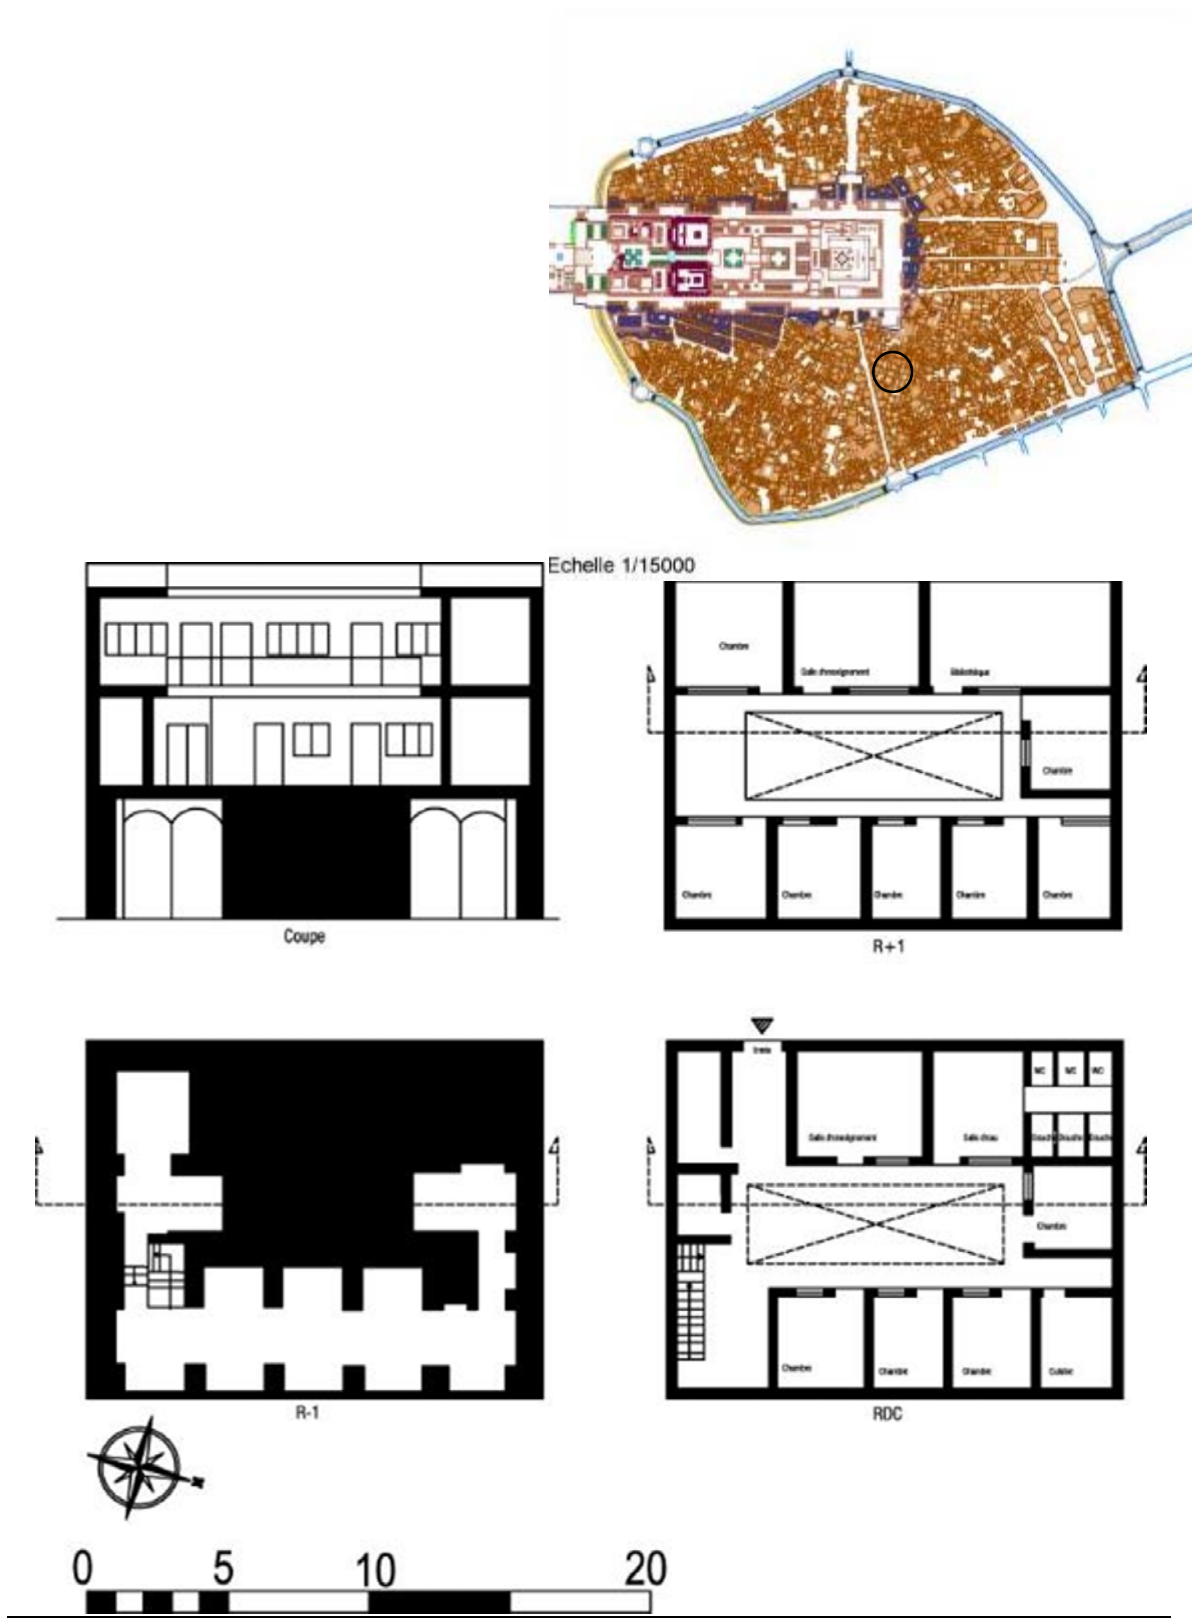 Echelle 1/15000
Coupe
Chambre
Salle d'enseignement
Bibliothèque
Chambre
Chambre
Chambre
Chambre
Chambre
Chambre
R+1
Entrée
WC
WC
WC
Salle d'enseignement
Salle d'eau
Douche
Douche
Douche
Chambre
Chambre
Chambre
Chambre
Cuisine
R-1
RDC
0 5 10 20